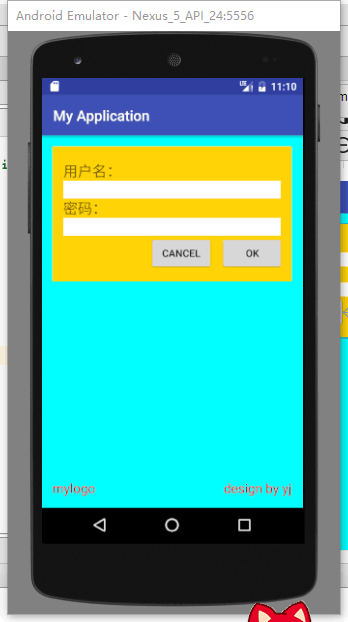 Android Emulator - Nexus_5_API_24:5556
LTE 11:10
My Application
用户名:
密码:
CANCEL OK
mylogo design by yj